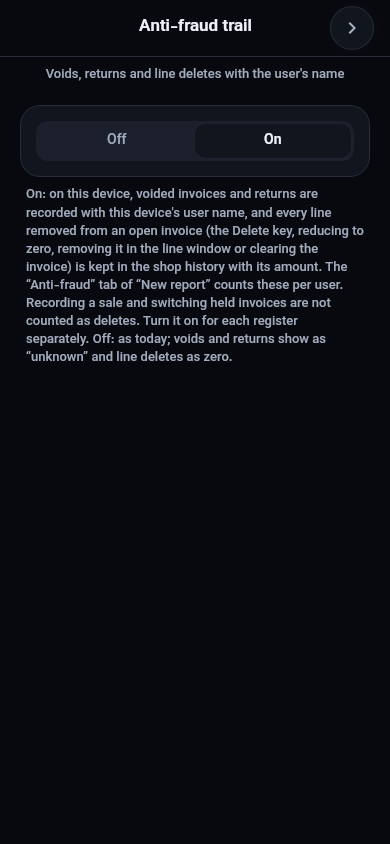 Anti-fraud trail
Voids, returns and line deletes with the user's name
Off
On
On: on this device, voided invoices and returns are
recorded with this device's user name, and every line
removed from an open invoice (the Delete key, reducing to
zero, removing it in the line window or clearing the
invoice) is kept in the shop history with its amount. The
“Anti-fraud” tab of “New report” counts these per user.
Recording a sale and switching held invoices are not
counted as deletes. Turn it on for each register
separately. Off: as today; voids and returns show as
“unknown” and line deletes as zero.